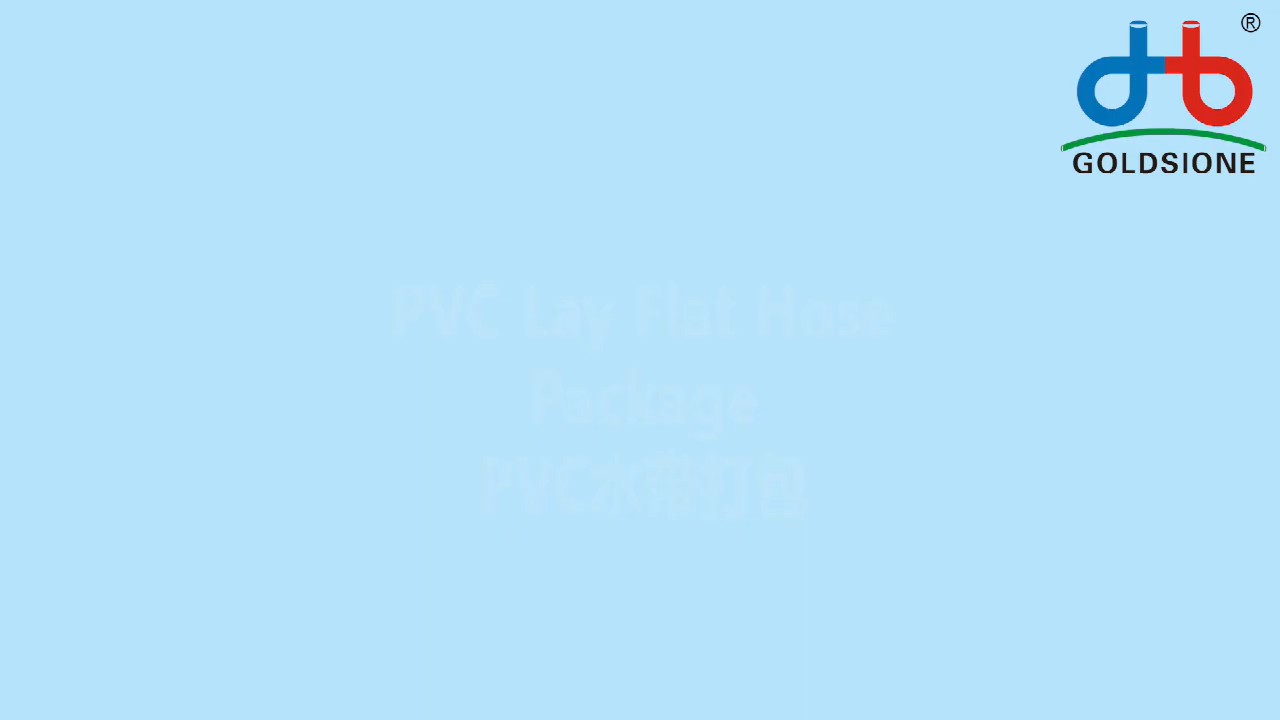 ®
GOLDSIONE
PVC Lay Flat Hose
Package
PVC水带打包